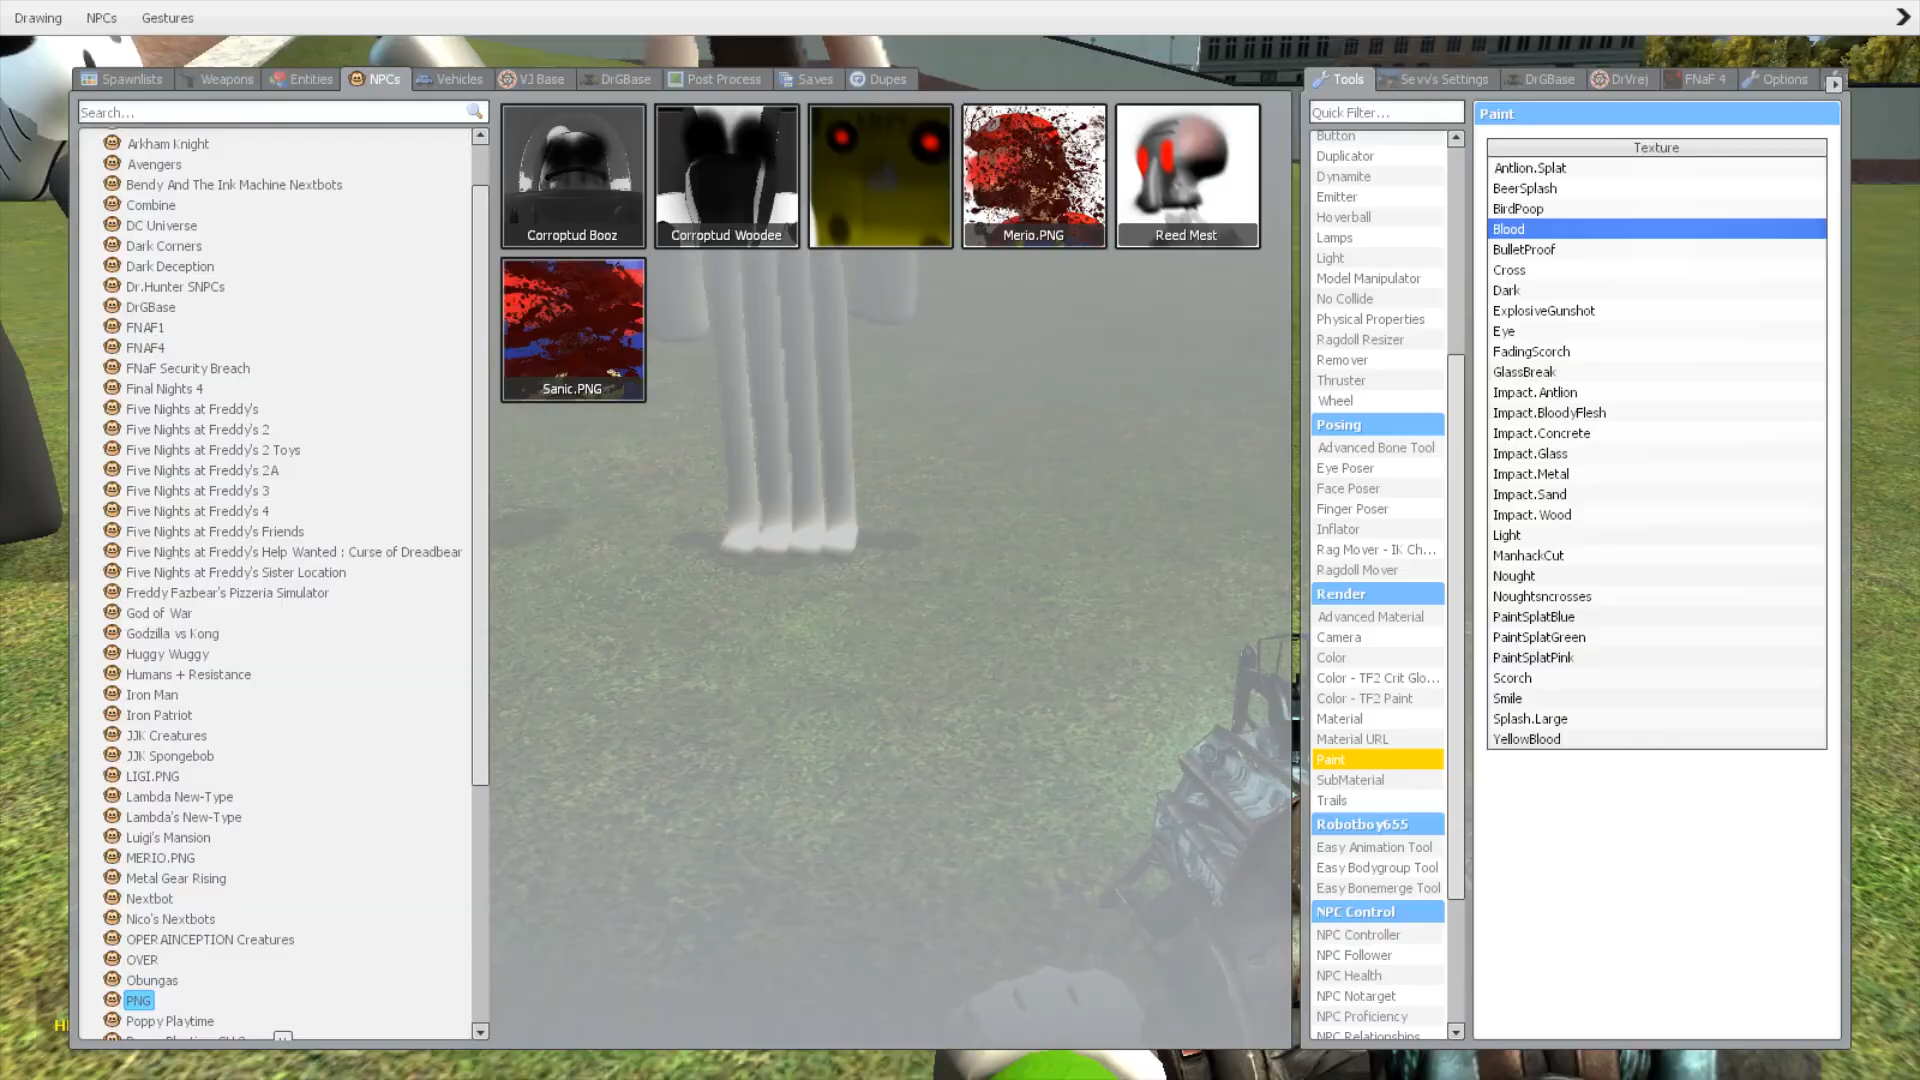 Drawing NPCs Gestures
Spawnlists Weapons Entities NPCs Vehicles VJ Base DrGBase Post Process Saves Dupes
Search...
Arkham Knight
Avengers
Bendy And The Ink Machine Nextbots
Combine
DC Universe
Dark Corners
Dark Deception
Dr.Hunter SNPCs
DrGBase
FNAF1
FNAF4
FNaF Security Breach
Final Nights 4
Five Nights at Freddy's
Five Nights at Freddy's 2
Five Nights at Freddy's 2 Toys
Five Nights at Freddy's 2A
Five Nights at Freddy's 3
Five Nights at Freddy's 4
Five Nights at Freddy's Friends
Five Nights at Freddy's Help Wanted : Curse of Dreadbear
Five Nights at Freddy's Sister Location
Freddy Fazbear's Pizzeria Simulator
God of War
Godzilla vs Kong
Huggy Wuggy
Humans + Resistance
Iron Man
Iron Patriot
JJK Creatures
JJK Spongebob
LIGI.PNG
Lambda New-Type
Lambda's New-Type
Luigi's Mansion
MERIO.PNG
Metal Gear Rising
Nextbot
Nico's Nextbots
OPERAINCEPTION Creatures
OVER
Obungas
PNG
Poppy Playtime
Corroptud Booz
Corroptud Woodee
Merio.PNG
Reed Mest
Sanic.PNG
Tools Sevv's Settings DrGBase DrVrej FNaF 4 Options
Quick Filter...
Button
Duplicator
Dynamite
Emitter
Hoverball
Lamps
Light
Model Manipulator
No Collide
Physical Properties
Ragdoll Resizer
Remover
Thruster
Wheel
Posing
Advanced Bone Tool
Eye Poser
Face Poser
Finger Poser
Inflator
Rag Mover - IK Ch...
Ragdoll Mover
Render
Advanced Material
Camera
Color
Color - TF2 Crit Glo...
Color - TF2 Paint
Material
Material URL
Paint
SubMaterial
Trails
Robotboy655
Easy Animation Tool
Easy Bodygroup Tool
Easy Bonemerge Tool
NPC Control
NPC Controller
NPC Follower
NPC Health
NPC Notarget
NPC Proficiency
NPC Relationships
Paint
Texture
Antlion.Splat
BeerSplash
BirdPoop
Blood
BulletProof
Cross
Dark
ExplosiveGunshot
Eye
FadingScorch
GlassBreak
Impact.Antlion
Impact.BloodyFlesh
Impact.Concrete
Impact.Glass
Impact.Metal
Impact.Sand
Impact.Wood
Light
ManhackCut
Nought
Noughtsncrosses
PaintSplatBlue
PaintSplatGreen
PaintSplatPink
Scorch
Smile
Splash.Large
YellowBlood